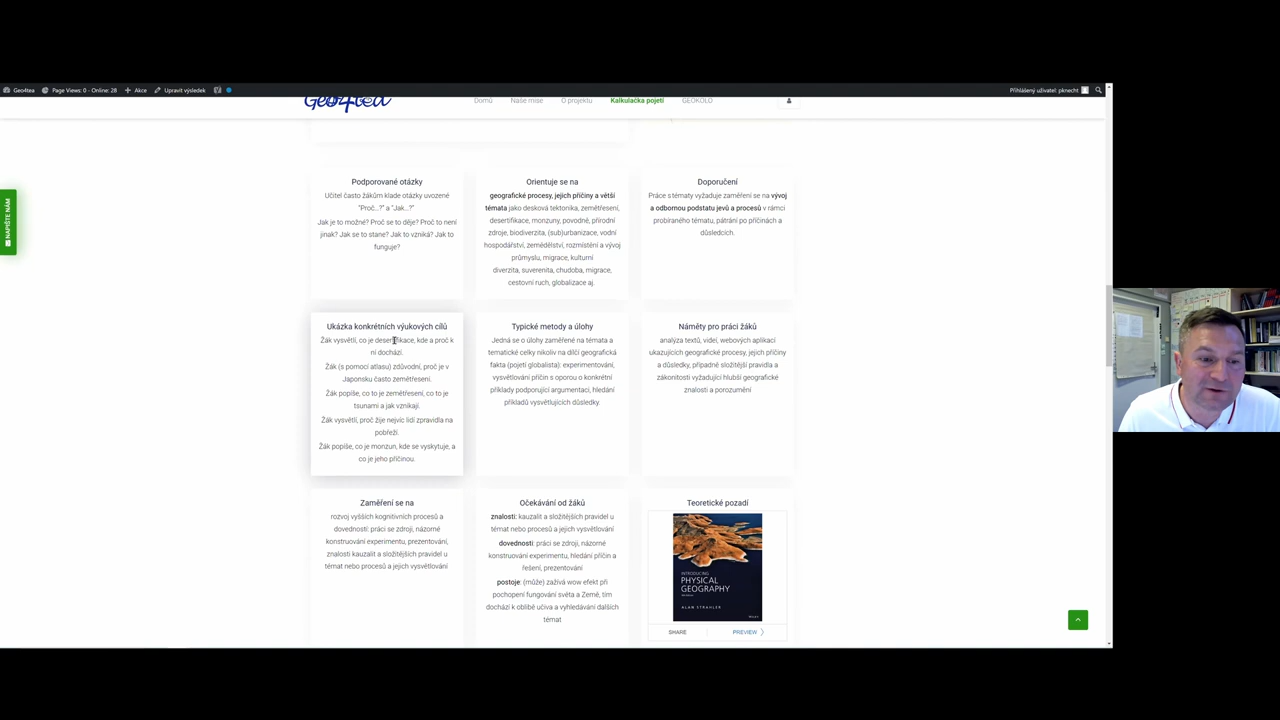 Geo4tea
Page Views: 0 - Online: 28
Akce
Upravit výsledek
Přihlášený uživatel: pknecht
Geo4tea
Domů
Naše mise
O projektu
Kalkulačka pojetí
GEOKOLO
NAPIŠTE NÁM
Podporované otázky
Učitel často žákům klade otázky uvozené
"Proč...?" a "Jak...?"
Jak je to možné? Proč se to děje? Proč to není
jinak? Jak se to stane? Jak to vzniká? Jak to
funguje?
Orientuje se na
geografické procesy, jejich příčiny a větší
témata jako desková tektonika, zemětřesení,
desertifikace, monzuny, povodně, přírodní
zdroje, biodiverzita, (sub)urbanizace, vodní
hospodářství, zemědělství, rozmístění a vývoj
průmyslu, migrace, kulturní
diverzita, suverenita, chudoba, migrace,
cestovní ruch, globalizace aj.
Doporučení
Práce s tématy vyžaduje zaměření se na vývoj
a odbornou podstatu jevů a procesů v rámci
probíraného tématu, pátrání po příčinách a
důsledcích.
Ukázka konkrétních výukových cílů
Žák vysvětlí, co je desertifikace, kde a proč k
ní dochází.
Žák (s pomocí atlasu) zdůvodní, proč je v
Japonsku často zemětřesení.
Žák popíše, co to je zemětřesení, co to je
tsunami a jak vznikají.
Žák vysvětlí, proč žije nejvíc lidí zpravidla na
pobřeží.
Žák popíše, co je monzun, kde se vyskytuje, a
co je jeho příčinou.
Typické metody a úlohy
Jedná se o úlohy zaměřené na témata a
tematické celky nikoliv na dílčí geografická
fakta (pojetí globalista): experimentování,
vysvětlování příčin s oporou o konkrétní
příklady podporující argumentaci, hledání
příkladů vysvětlujících důsledky.
Náměty pro práci žáků
analýza textů, videí, webových aplikací
ukazujících geografické procesy, jejich příčiny
a důsledky, případně složitější pravidla a
zákonitosti vyžadující hlubší geografické
znalosti a porozumění
Zaměření se na
rozvoj vyšších kognitivních procesů a
dovedností: práci se zdroji, názorné
konstruování experimentu, prezentování,
znalosti kauzalit a složitějších pravidel u
témat nebo procesů a jejich vysvětlování
Očekávání od žáků
znalosti: kauzalit a složitějších pravidel u
témat nebo procesů a jejich vysvětlování
dovednosti: práci se zdroji, názorné
konstruování experimentu, hledání příčin a
řešení, prezentování
postoje: (může) zažívá wow efekt při
pochopení fungování světa a Země, tím
dochází k oblibě učiva a vyhledávání dalších
témat
Teoretické pozadí
INTRODUCING
PHYSICAL
GEOGRAPHY
ALAN STRAHLER
SHARE
PREVIEW